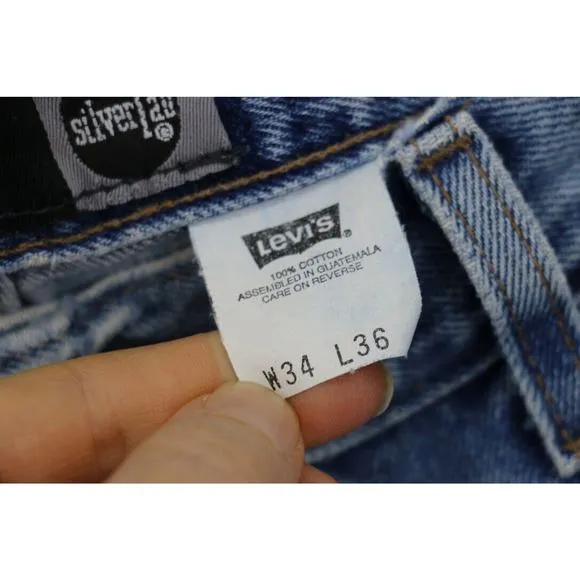 silverTab ©
Levi's ®
100% COTTON
ASSEMBLED IN GUATEMALA
CARE ON REVERSE
W34 L36